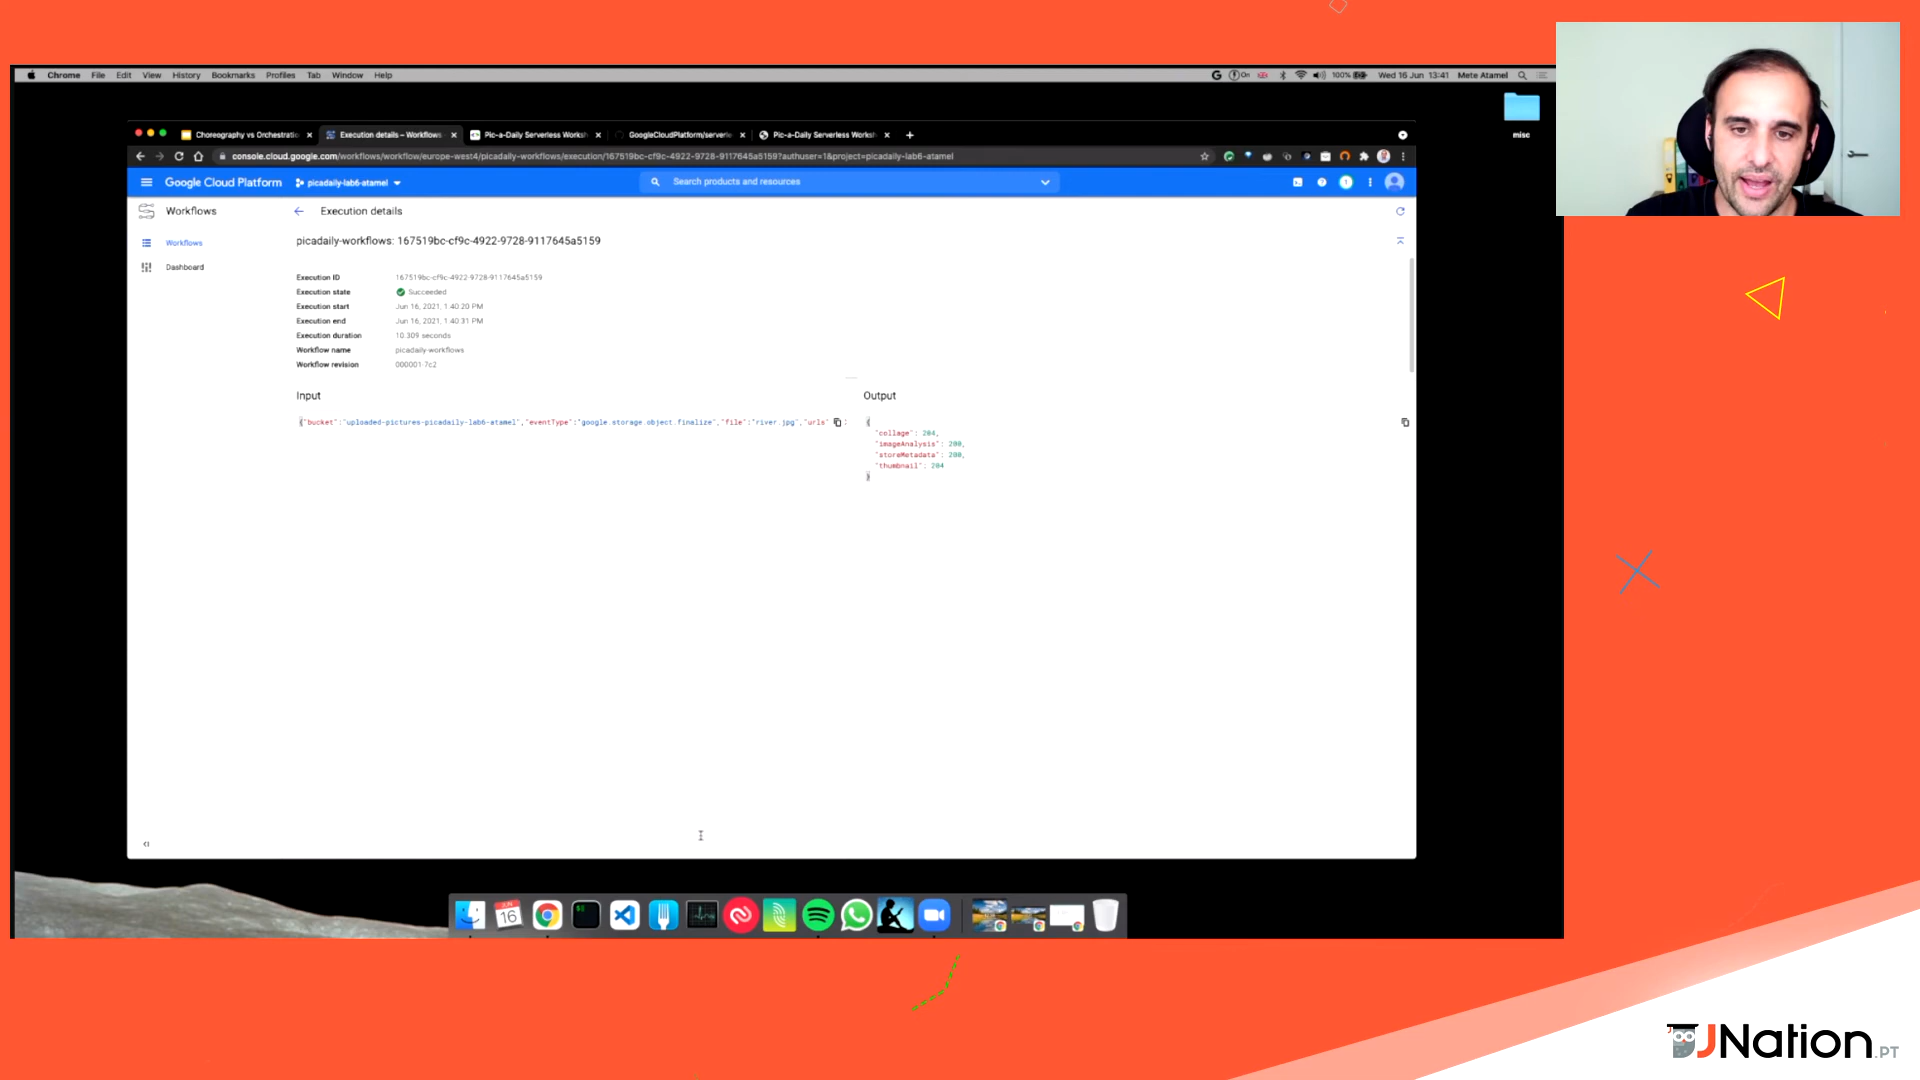 Chrome File Edit View History Bookmarks Profiles Tab Window Help
On 100% Wed 16 Jun 13:41 Mete Atamel
misc
Choreography vs Orchestratio Execution details – Workflows Pic-a-Daily Serverless Worksh GoogleCloudPlatform/serverle Pic-a-Daily Serverless Worksh
console.cloud.google.com/workflows/workflow/europe-west4/picadaily-workflows/execution/167519bc-cf9c-4922-9728-9117645a5159?authuser=1&project=picadaily-lab6-atamel
Google Cloud Platform picadaily-lab6-atamel Search products and resources 1
Workflows
Workflows
Dashboard
Execution details
picadaily-workflows: 167519bc-cf9c-4922-9728-9117645a5159
Execution ID 167519bc-cf9c-4922-9728-9117645a5159
Execution state Succeeded
Execution start Jun 16, 2021, 1:40:20 PM
Execution end Jun 16, 2021, 1:40:31 PM
Execution duration 10.309 seconds
Workflow name picadaily-workflows
Workflow revision 000001-7c2
Input
{"bucket":"uploaded-pictures-picadaily-lab6-atamel","eventType":"google.storage.object.finalize","file":"river.jpg","urls"
Output
{
"collage": 204,
"imageAnalysis": 200,
"storeMetadata": 200,
"thumbnail": 204
}
JUN
16
JNation.PT